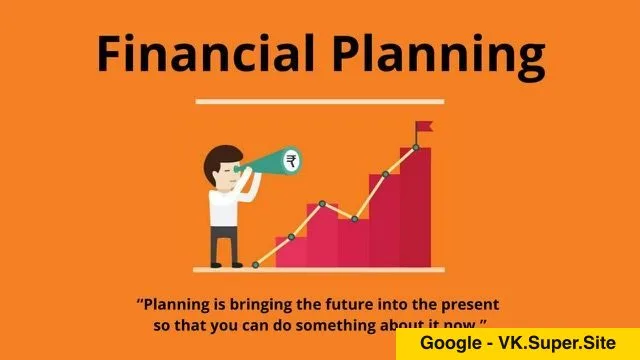 Financial Planning
₹
“Planning is bringing the future into the present
so that you can do something about it now.”
Google - VK.Super.Site